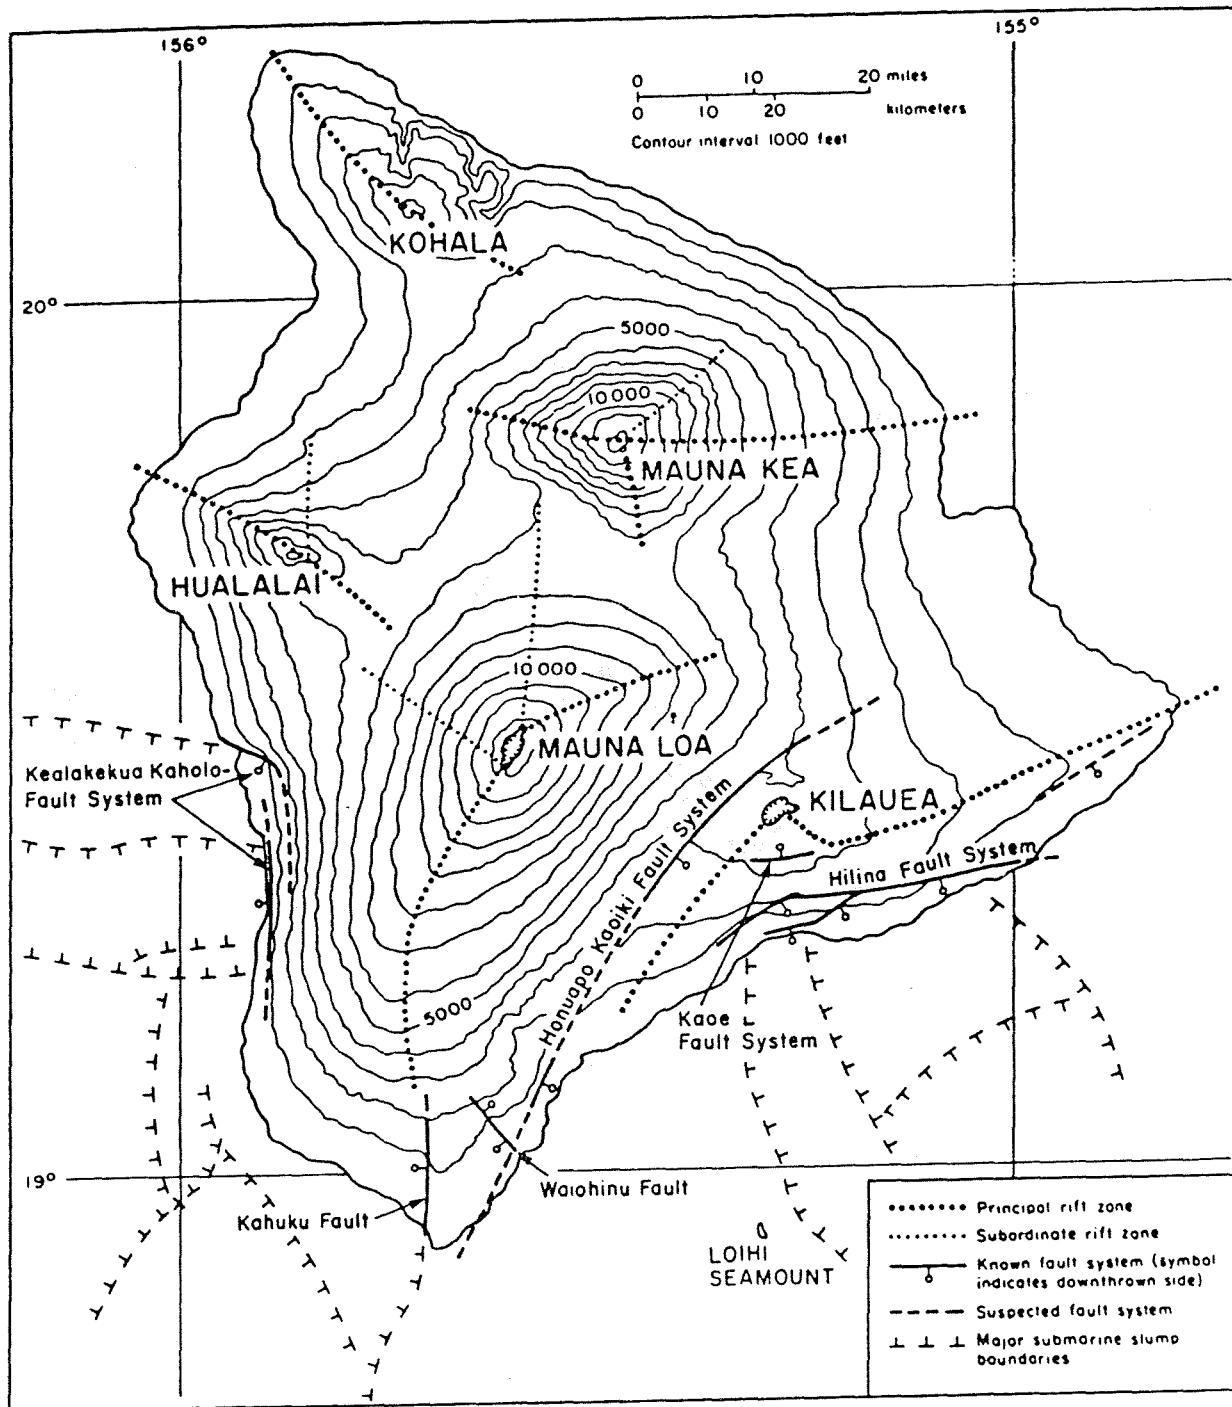 156°
155°
0 10 20 miles
0 10 20 kilometers
Contour interval 1000 feet
KOHALA
20°
5000
10 000
MAUNA KEA
HUALALAI
10 000
MAUNA LOA
Kealakekua Kaholo-
Fault System
KILAUEA
Hilina Fault System
Honuapo Kaoiki Fault System
5000
Kaoe
Fault System
19°
Waiohinu Fault
Kahuku Fault
LOIHI
SEAMOUNT
Principal rift zone
Subordinate rift zone
Known fault system (symbol
indicates downthrown side)
Suspected fault system
Major submarine slump
boundaries